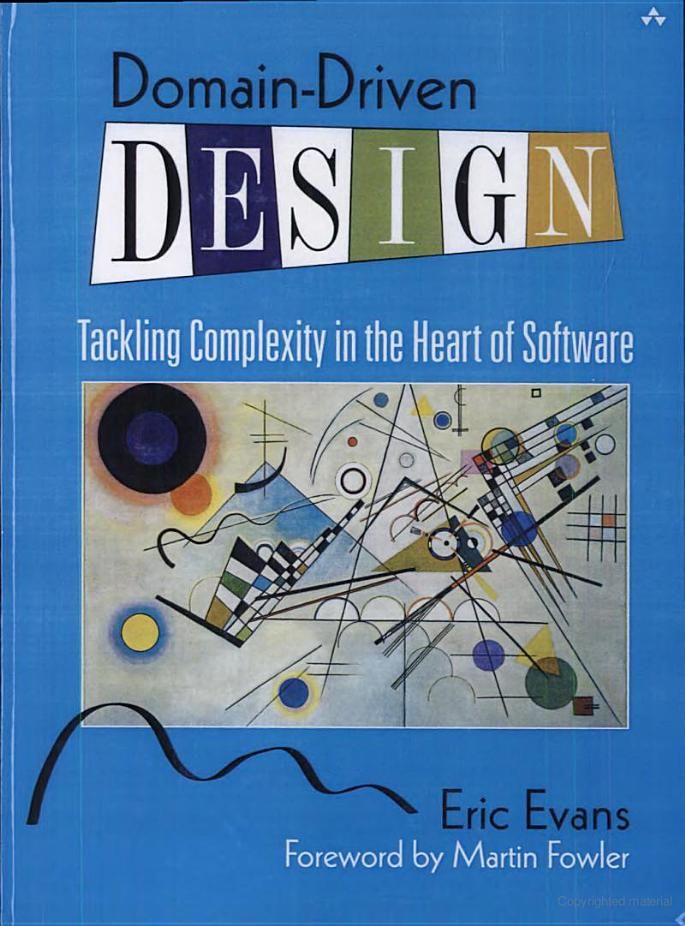 Domain-Driven
DESIGN
Tackling Complexity in the Heart of Software
Eric Evans
Foreword by Martin Fowler
Copyrighted material